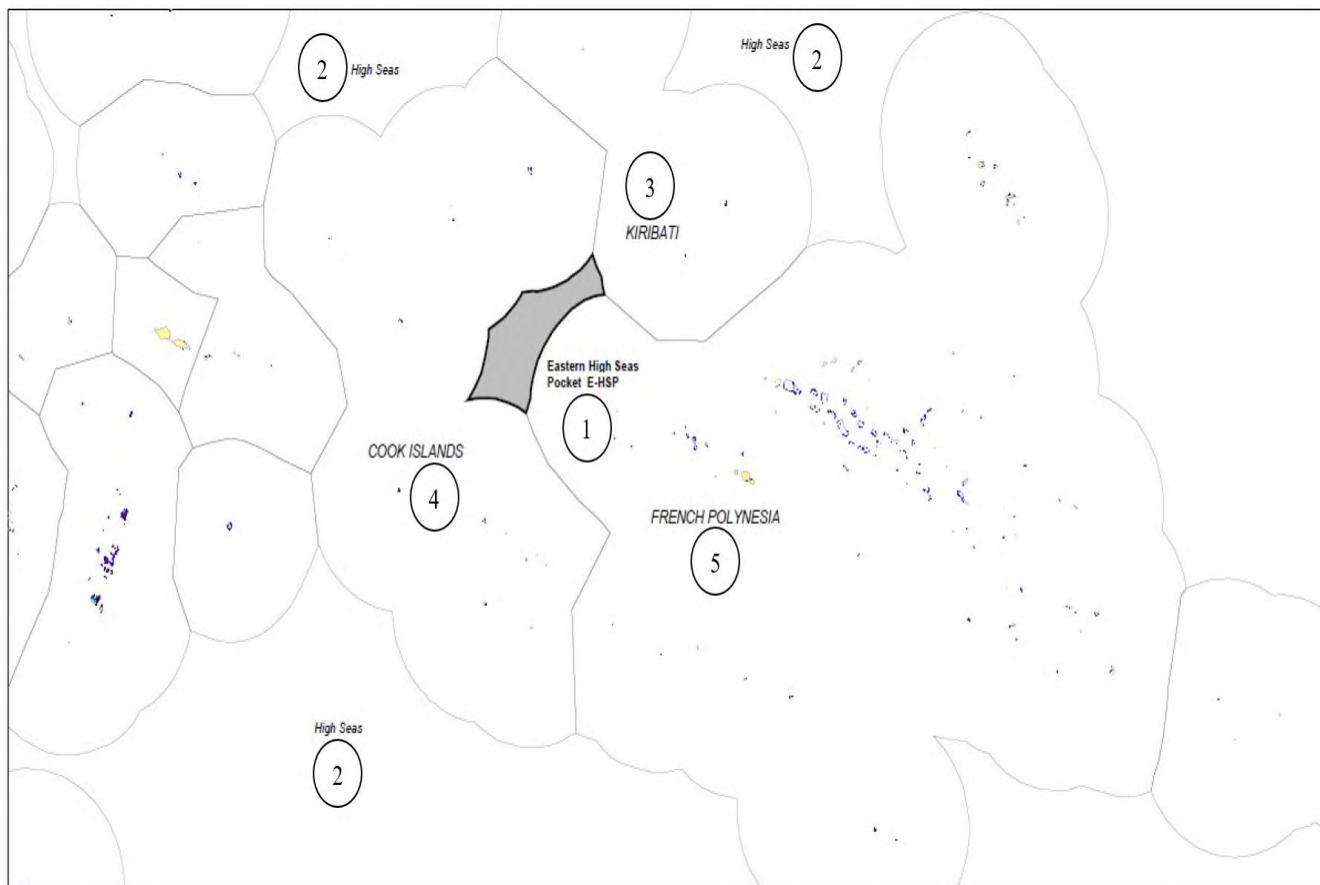 2
High Seas
High Seas
2
3
KIRIBATI
Eastern High Seas
Pocket E-HSP
1
COOK ISLANDS
4
FRENCH POLYNESIA
5
High Seas
2